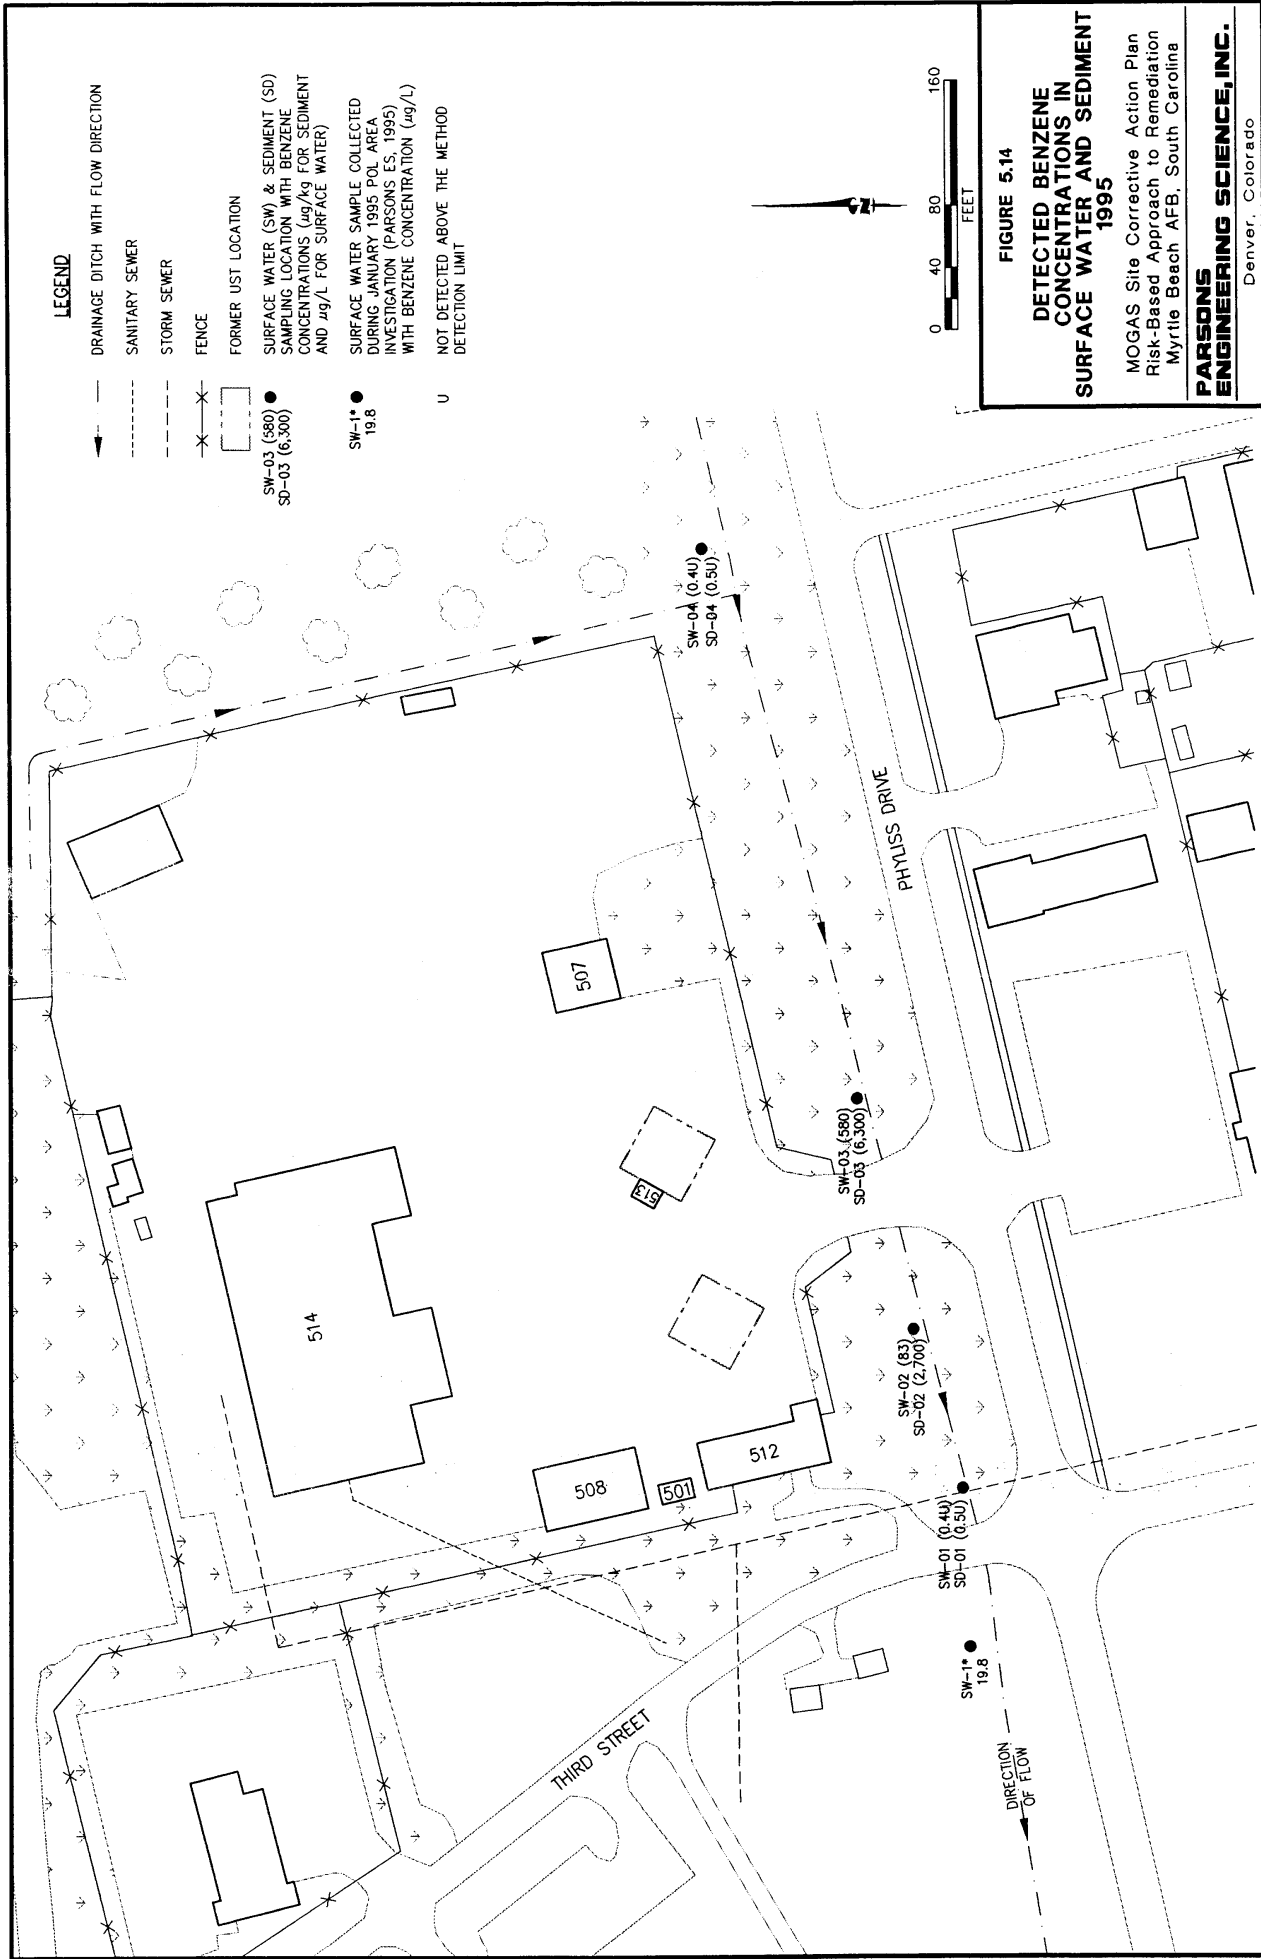 LEGEND
DRAINAGE DITCH WITH FLOW DIRECTION
SANITARY SEWER
STORM SEWER
FENCE
FORMER UST LOCATION
SW-03 (580)
SD-03 (6,300)
SURFACE WATER (SW) & SEDIMENT (SD)
SAMPLING LOCATION WITH BENZENE
CONCENTRATIONS (µg/kg FOR SEDIMENT
AND µg/L FOR SURFACE WATER)
SW-1*
19.8
SURFACE WATER SAMPLE COLLECTED
DURING JANUARY 1995 POL AREA
INVESTIGATION (PARSONS ES, 1995)
WITH BENZENE CONCENTRATION (µg/L)
U
NOT DETECTED ABOVE THE METHOD
DETECTION LIMIT
N
0 40 80 160
FEET
514
507
513
508
501
512
SW-04 (0.4U)
SD-04 (0.5U)
SW-03 (580)
SD-03 (6,300)
SW-02 (83)
SD-02 (2,700)
SW-01 (0.4U)
SD-01 (0.5U)
SW-1*
19.8
PHYLISS DRIVE
THIRD STREET
DIRECTION
OF FLOW
FIGURE 5.14
DETECTED BENZENE
CONCENTRATIONS IN
SURFACE WATER AND SEDIMENT
1995
MOGAS Site Corrective Action Plan
Risk-Based Approach to Remediation
Myrtle Beach AFB, South Carolina
PARSONS
ENGINEERING SCIENCE, INC.
Denver, Colorado